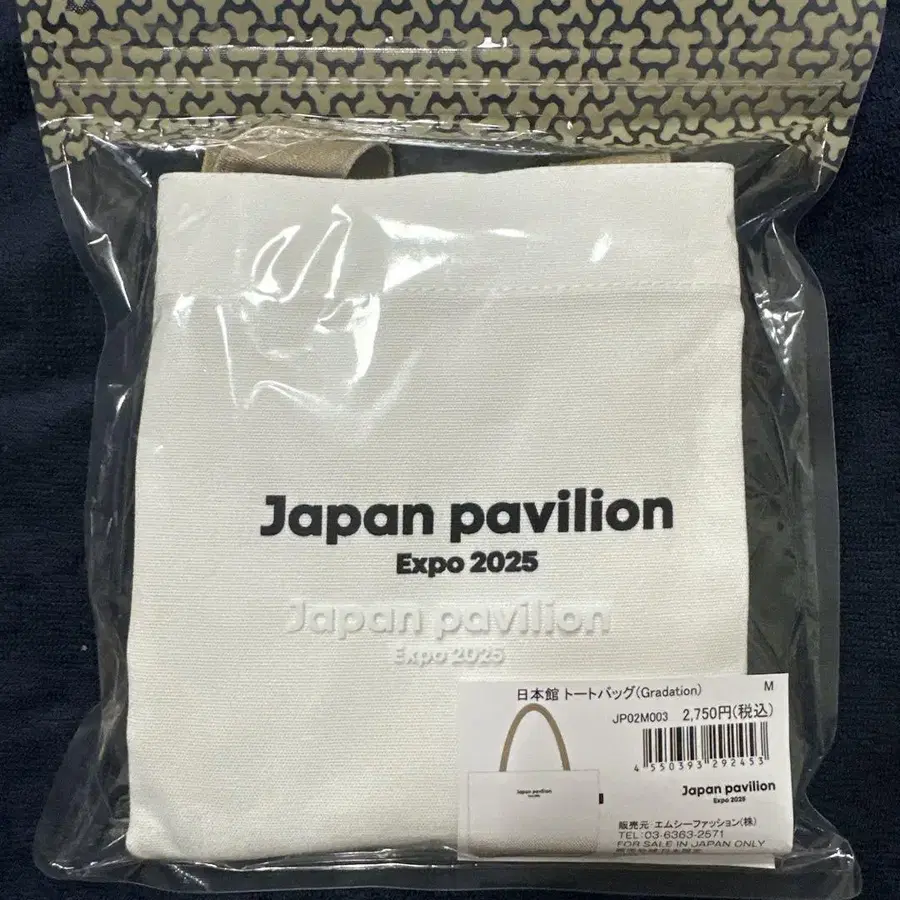 Japan pavilion
Expo 2025
Japan pavilion
Expo 2025
日本館 トートバッグ(Gradation) M
JP02M003 2,750円(税込)
4 550393 292453
Japan pavilion
Japan pavilion
Expo 2025
販売元:エムシーファッション(株)
TEL:03-6363-2571
FOR SALE IN JAPAN ONLY